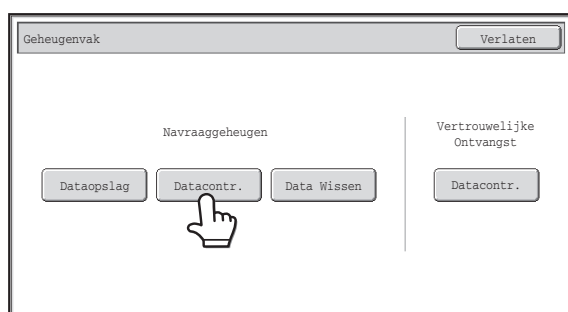 Geheugenvak
Verlaten
Navraaggeheugen
Vertrouwelijke
Ontvangst
Dataopslag
Datacontr.
Data Wissen
Datacontr.